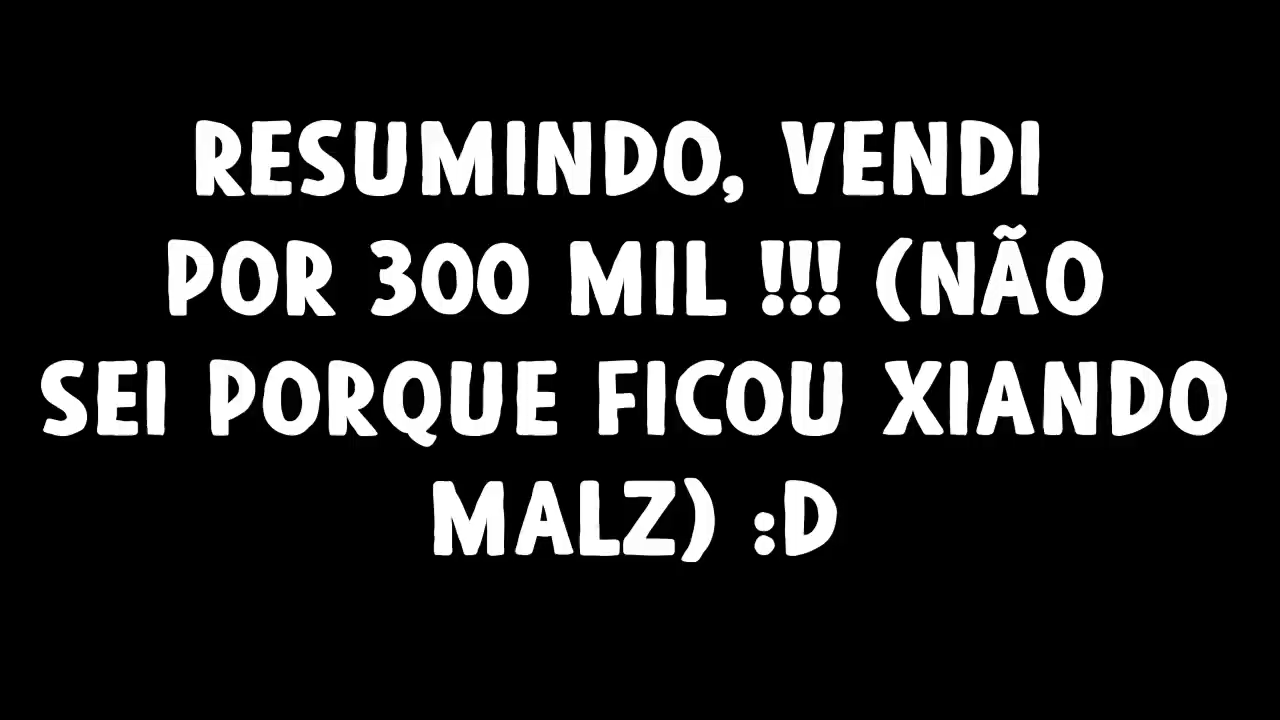 RESUMINDO, VENDI
POR 300 MIL !!! (NÃO
SEI PORQUE FICOU XIANDO
MALZ) :D